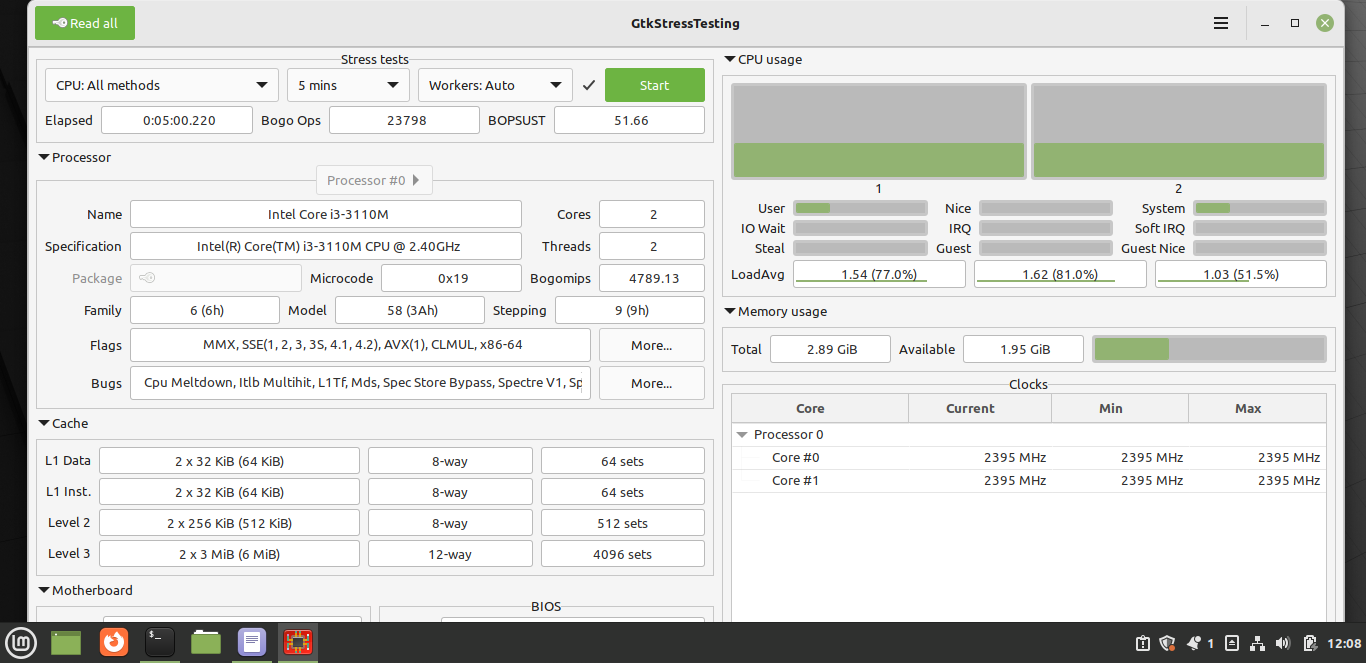 Read all
GtkStressTesting
Stress tests
CPU: All methods 5 mins Workers: Auto Start
Elapsed 0:05:00.220 Bogo Ops 23798 BOPSUST 51.66
Processor
Processor #0
Name Intel Core i3-3110M Cores 2
Specification Intel(R) Core(TM) i3-3110M CPU @ 2.40GHz Threads 2
Package Microcode 0x19 Bogomips 4789.13
Family 6 (6h) Model 58 (3Ah) Stepping 9 (9h)
Flags MMX, SSE(1, 2, 3, 3S, 4.1, 4.2), AVX(1), CLMUL, x86-64 More...
Bugs Cpu Meltdown, Itlb Multihit, L1Tf, Mds, Spec Store Bypass, Spectre V1, Sp More...
Cache
L1 Data 2 x 32 KiB (64 KiB) 8-way 64 sets
L1 Inst. 2 x 32 KiB (64 KiB) 8-way 64 sets
Level 2 2 x 256 KiB (512 KiB) 8-way 512 sets
Level 3 2 x 3 MiB (6 MiB) 12-way 4096 sets
Motherboard
BIOS
CPU usage
1 2
User Nice System
IO Wait IRQ Soft IRQ
Steal Guest Guest Nice
LoadAvg 1.54 (77.0%) 1.62 (81.0%) 1.03 (51.5%)
Memory usage
Total 2.89 GiB Available 1.95 GiB
Clocks
Core Current Min Max
Processor 0
Core #0 2395 MHz 2395 MHz 2395 MHz
Core #1 2395 MHz 2395 MHz 2395 MHz
$_
1 12:08